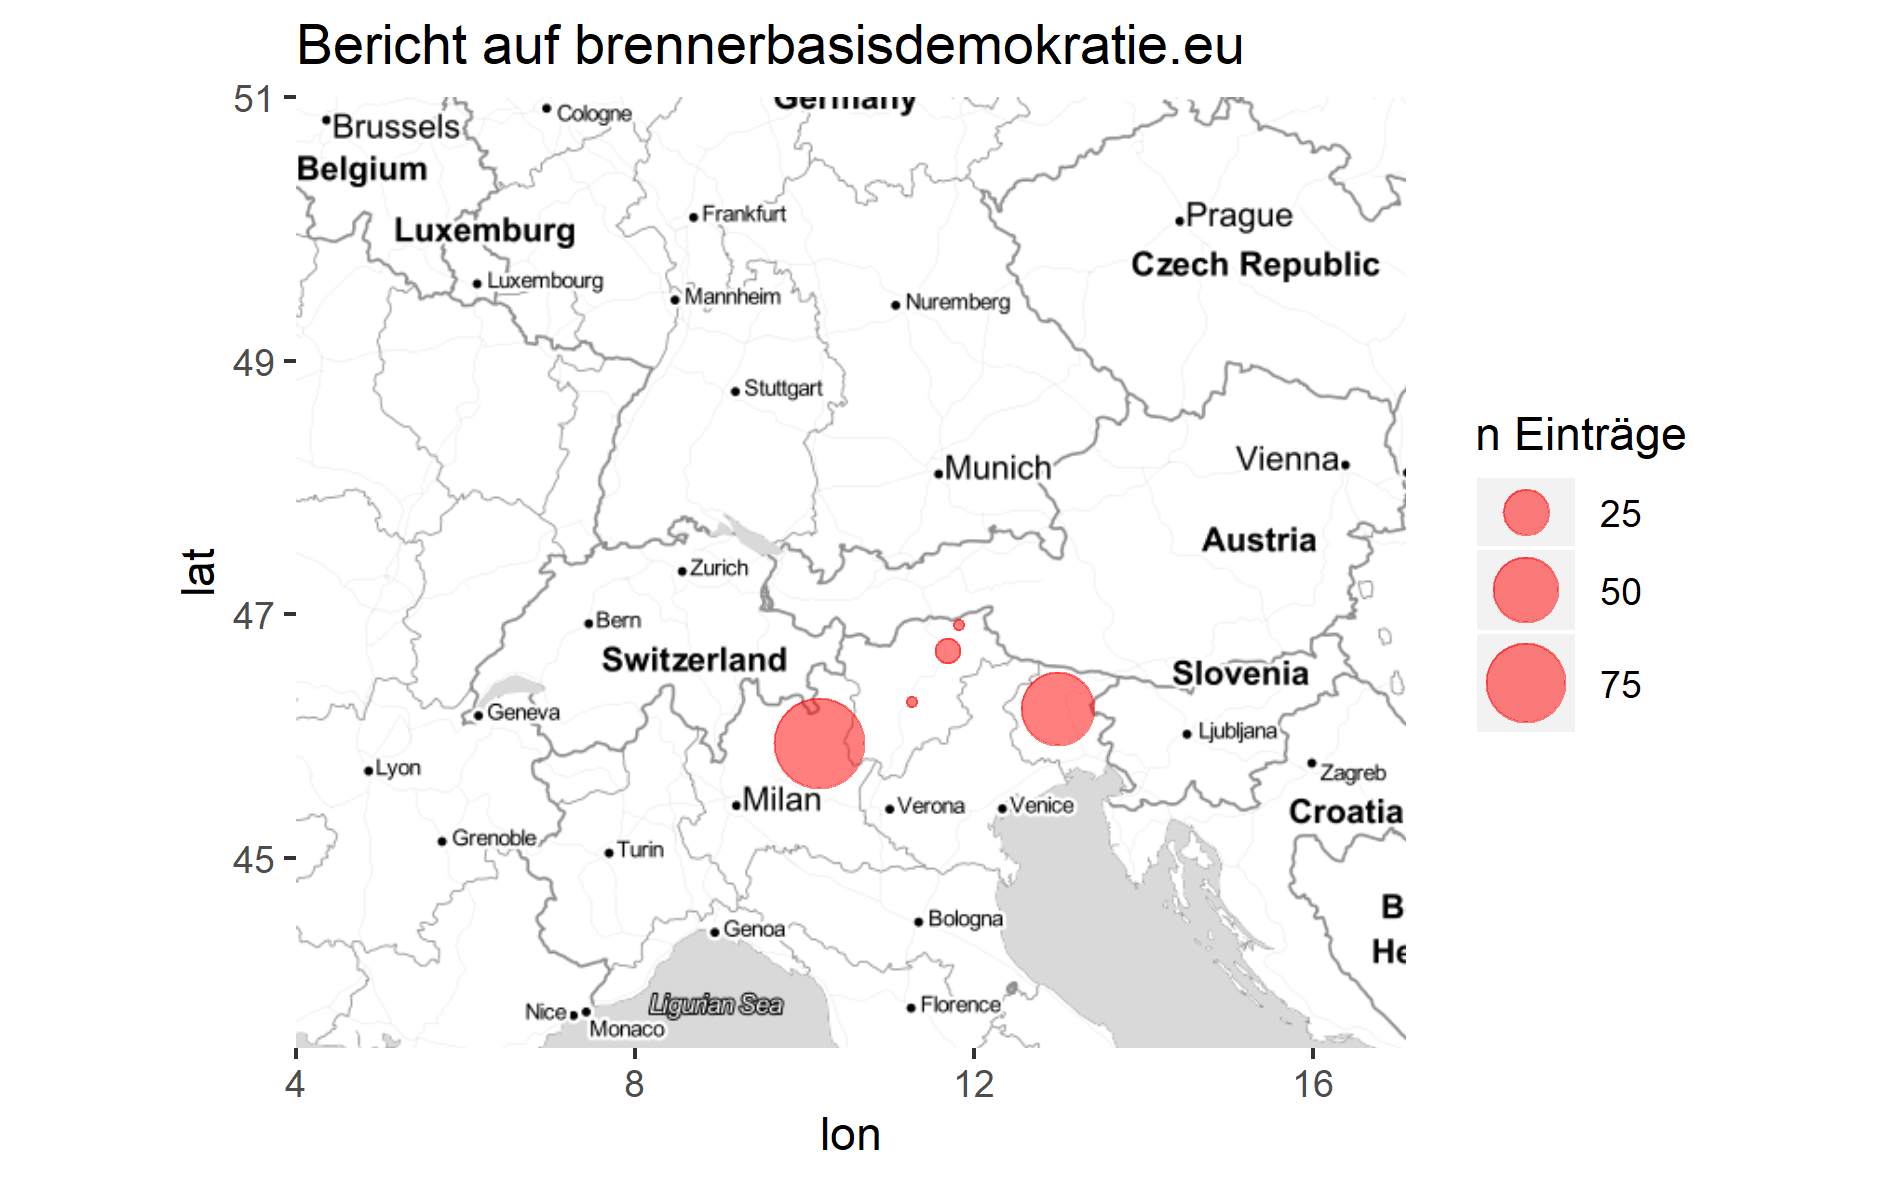 Bericht auf brennerbasisdemokratie.eu
51
49
47
45
lat
4
8
12
16
lon
Germany
Cologne
Brussels
Belgium
Frankfurt
Prague
Luxemburg
Czech Republic
Luxembourg
Mannheim
Nuremberg
Stuttgart
Munich
Vienna
Austria
Zurich
Bern
Switzerland
Slovenia
Geneva
Ljubljana
Lyon
Zagreb
Milan
Verona
Venice
Croatia
Grenoble
Turin
B
Bologna
Genoa
He
Ligurian Sea
Florence
Nice
Monaco
n Einträge
25
50
75